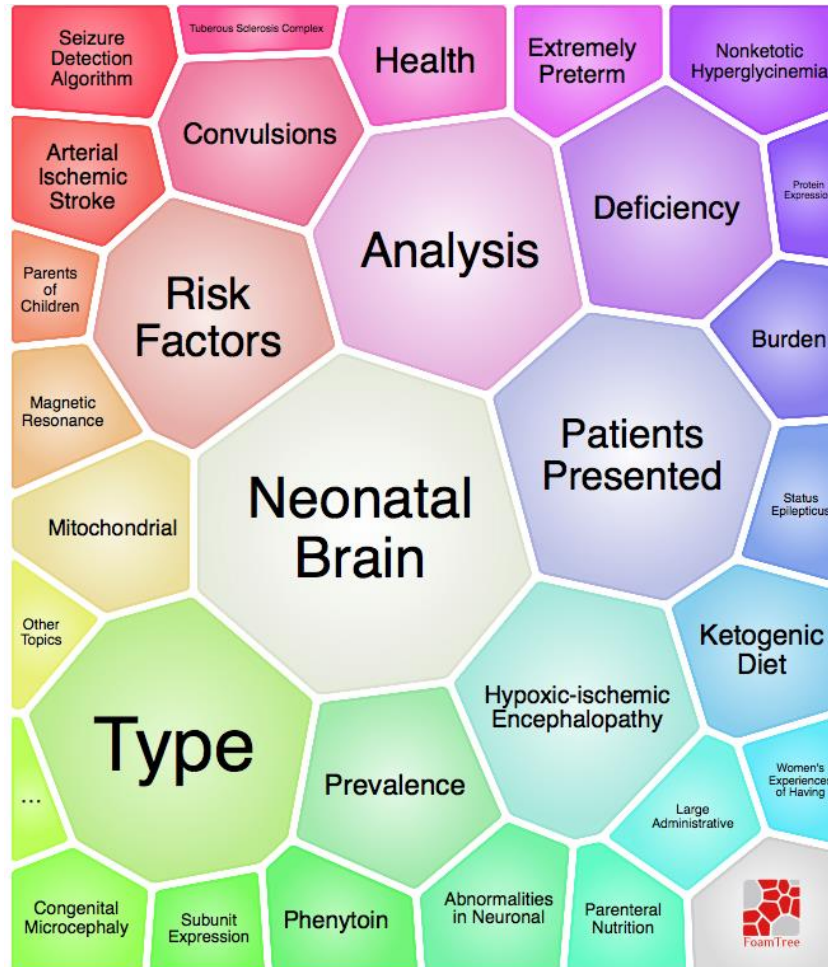 Seizure
Detection
Algorithm
Tuberous Sclerosis Complex
Health
Extremely
Preterm
Nonketotic
Hyperglycinemia
Convulsions
Arterial
Ischemic
Stroke
Analysis
Deficiency
Protein
Expression
Parents
of
Children
Risk
Factors
Burden
Magnetic
Resonance
Patients
Presented
Neonatal
Brain
Mitochondrial
Status
Epilepticus
Other
Topics
Ketogenic
Diet
Hypoxic-ischemic
Encephalopathy
Type
Prevalence
Women's
Experiences
of Having
...
Large
Administrative
Congenital
Microcephaly
Subunit
Expression
Phenytoin
Abnormalities
in Neuronal
Parenteral
Nutrition
FoamTree